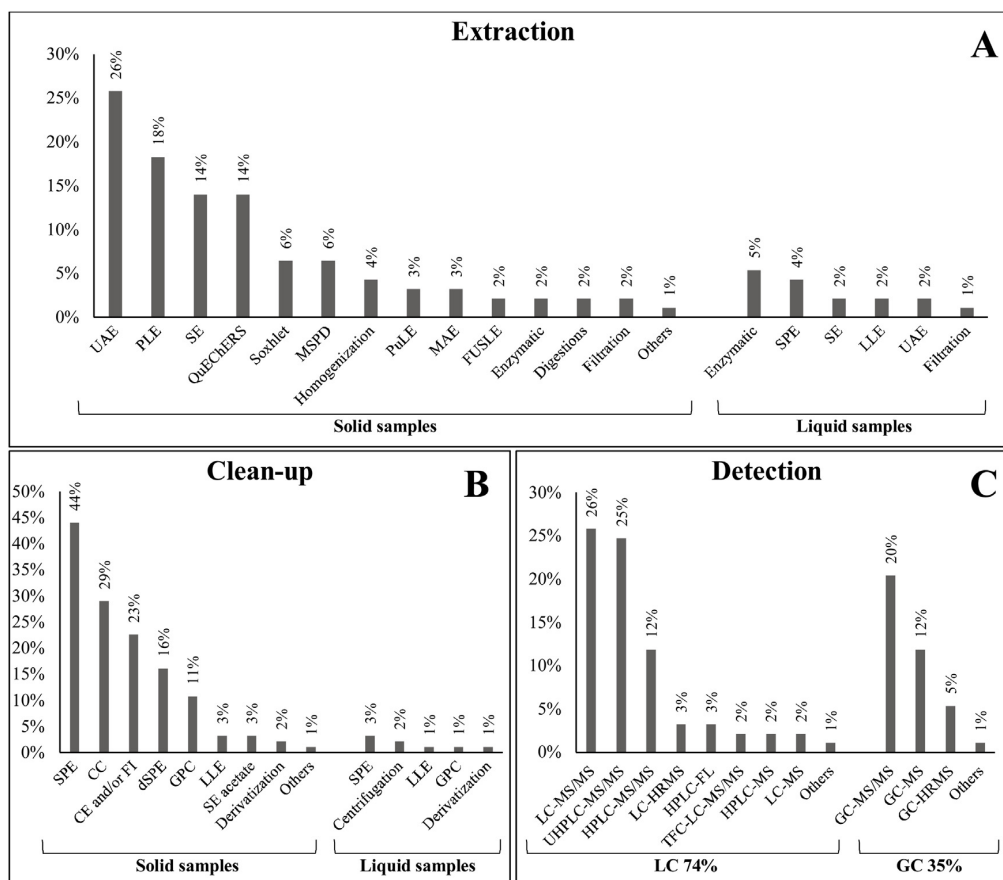 Extraction
A
30%
25%
20%
15%
10%
5%
0%
26%
18%
14%
14%
6%
6%
4%
3%
3%
2%
2%
2%
2%
1%
5%
4%
2%
2%
2%
1%
UAE
PLE
SE
QuEChERS
Soxhlet
MSPD
Homogenization
PuLE
MAE
FUSLE
Enzymatic
Digestions
Filtration
Others
Enzymatic
SPE
SE
LLE
UAE
Filtration
Solid samples
Liquid samples
Clean-up
B
50%
45%
40%
35%
30%
25%
20%
15%
10%
5%
0%
44%
29%
23%
16%
11%
3%
3%
2%
1%
3%
2%
1%
1%
1%
SPE
CC
CE and/or FI
dSPE
GPC
LLE
SE acetate
Derivatization
Others
SPE
Centrifugation
LLE
GPC
Derivatization
Solid samples
Liquid samples
Detection
C
30%
25%
20%
15%
10%
5%
0%
26%
25%
12%
3%
3%
2%
2%
2%
1%
20%
12%
5%
1%
LC-MS/MS
UHPLC-MS/MS
HPLC-MS/MS
LC-HRMS
HPLC-FL
TFC-LC-MS/MS
HPLC-MS
LC-MS
Others
GC-MS/MS
GC-MS
GC-HRMS
Others
LC 74%
GC 35%